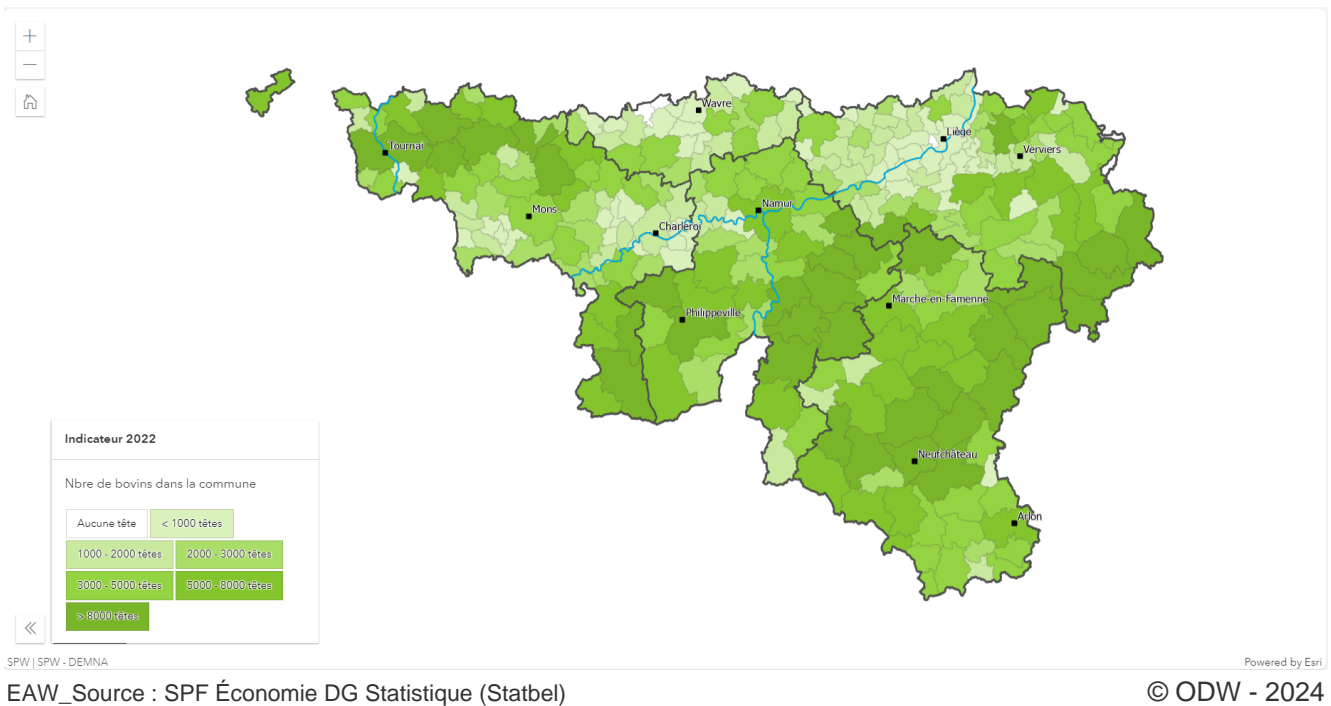 +
−
Wavre
Liège
Verviers
Tournai
Namur
Mons
Charleroi
Marche-en-Famenne
Philippeville
Neufchâteau
Arlon
Indicateur 2022
Nbre de bovins dans la commune
Aucune tête
< 1000 têtes
1000 - 2000 têtes
2000 - 3000 têtes
3000 - 5000 têtes
5000 - 8000 têtes
> 8000 têtes
SPW | SPW - DEMNA
Powered by Esri
EAW_Source : SPF Économie DG Statistique (Statbel)
© ODW - 2024